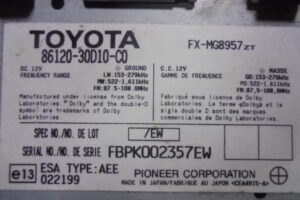 TOYOTA
FX-MG8957ZT
86120-30D10-C0
DC 12V GROUND
FREQUENCY RANGE LW:153-279kHz
MW:522-1,611kHz
FM:87.5-108.0MHz
C.C.12V MASSE
GAMME DE FREQUENCE GO:153-279kHz
PO:522-1,611kHz
FM:87.5-108.0MHz
Manufactured under license from Dolby
Laboratories. "Dolby" and the double-D
symbol are trademarks of Dolby
Laboratories.
Fabriqué sous licence de Dolby
Laboratories. Le terme «Dolby» et le sigle
double D sont des marques
commerciales de Dolby Laboratories.
SPEC NO./NO. DE LOT /EW
SERIAL NO./NO. DE SERIE FBPK002357EW
e13 ESA TYPE:AEE
022199
PIONEER CORPORATION
MADE IN JAPAN/FABRIQUE AU JAPON <CEA4915-A>